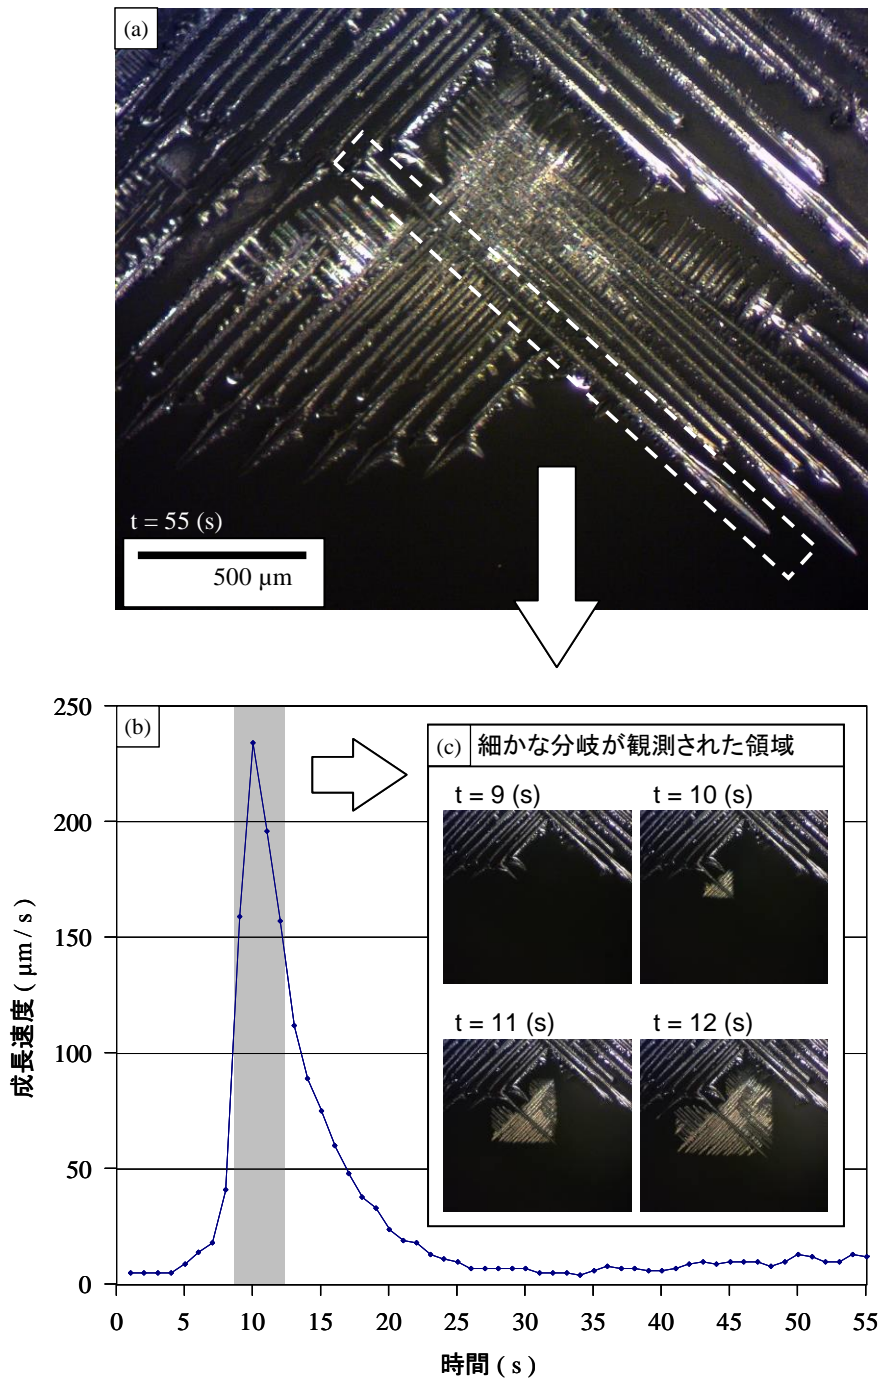 (a)
t = 55 (s)
500 µm
250
200
150
100
50
0
成長速度 ( µm / s )
(b)
(c) 細かな分岐が観測された領域
t = 9 (s) t = 10 (s)
t = 11 (s) t = 12 (s)
0 5 10 15 20 25 30 35 40 45 50 55
時間 ( s )